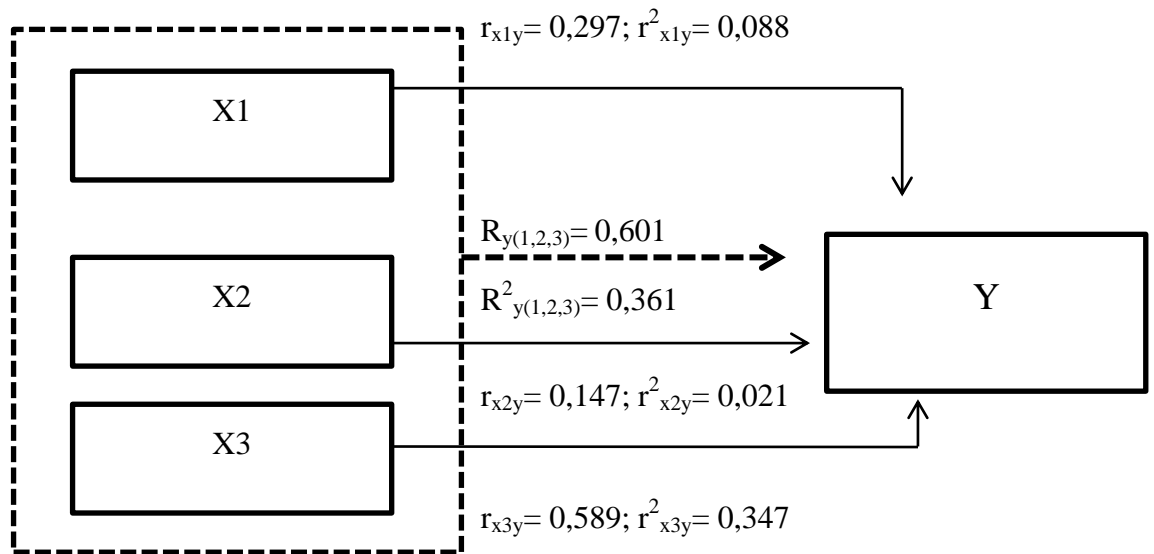 r_x1y= 0,297; r²_x1y= 0,088
X1
R_y(1,2,3)= 0,601
X2
R²_y(1,2,3)= 0,361
Y
r_x2y= 0,147; r²_x2y= 0,021
X3
r_x3y= 0,589; r²_x3y= 0,347